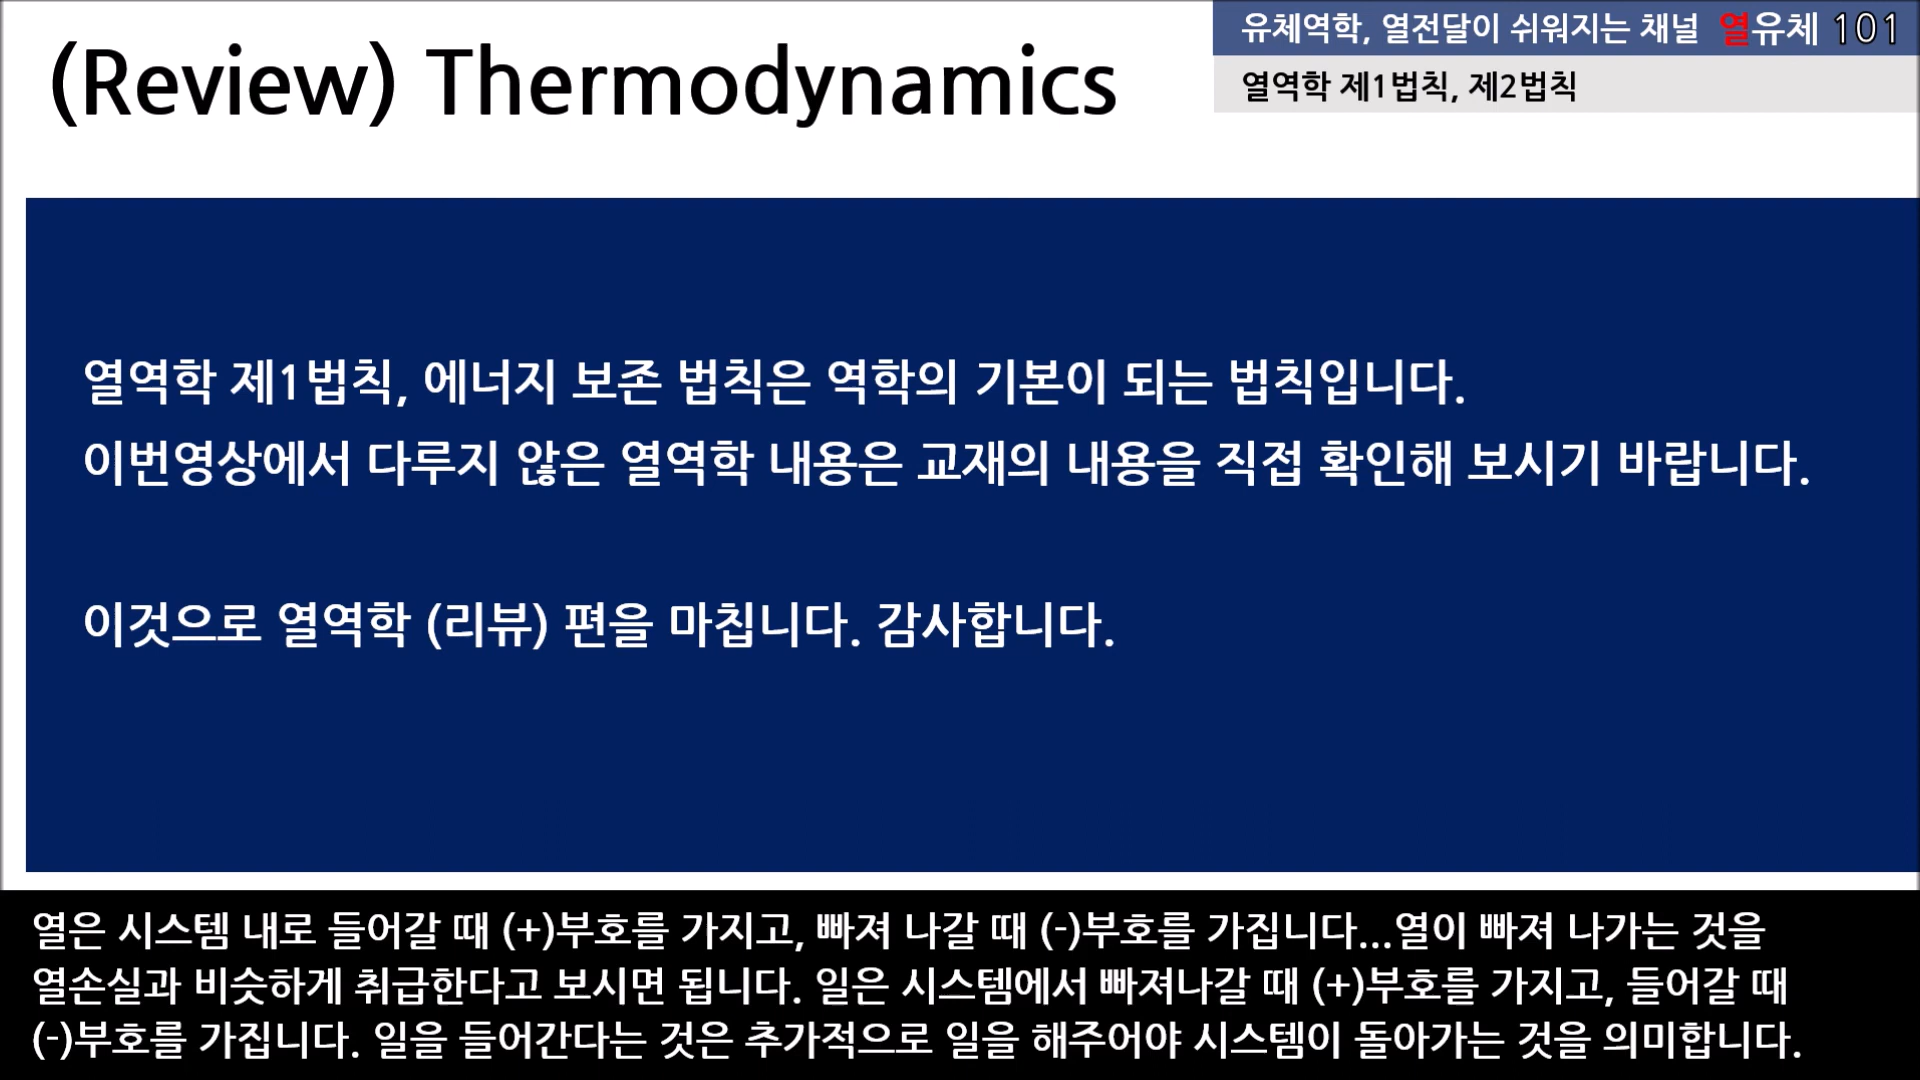 (Review) Thermodynamics
유체역학, 열전달이 쉬워지는 채널 열유체 101
열역학 제1법칙, 제2법칙
열역학 제1법칙, 에너지 보존 법칙은 역학의 기본이 되는 법칙입니다.
이번영상에서 다루지 않은 열역학 내용은 교재의 내용을 직접 확인해 보시기 바랍니다.
이것으로 열역학 (리뷰) 편을 마칩니다. 감사합니다.
열은 시스템 내로 들어갈 때 (+)부호를 가지고, 빠져 나갈 때 (-)부호를 가집니다...열이 빠져 나가는 것을
열손실과 비슷하게 취급한다고 보시면 됩니다. 일은 시스템에서 빠져나갈 때 (+)부호를 가지고, 들어갈 때
(-)부호를 가집니다. 일을 들어간다는 것은 추가적으로 일을 해주어야 시스템이 돌아가는 것을 의미합니다.